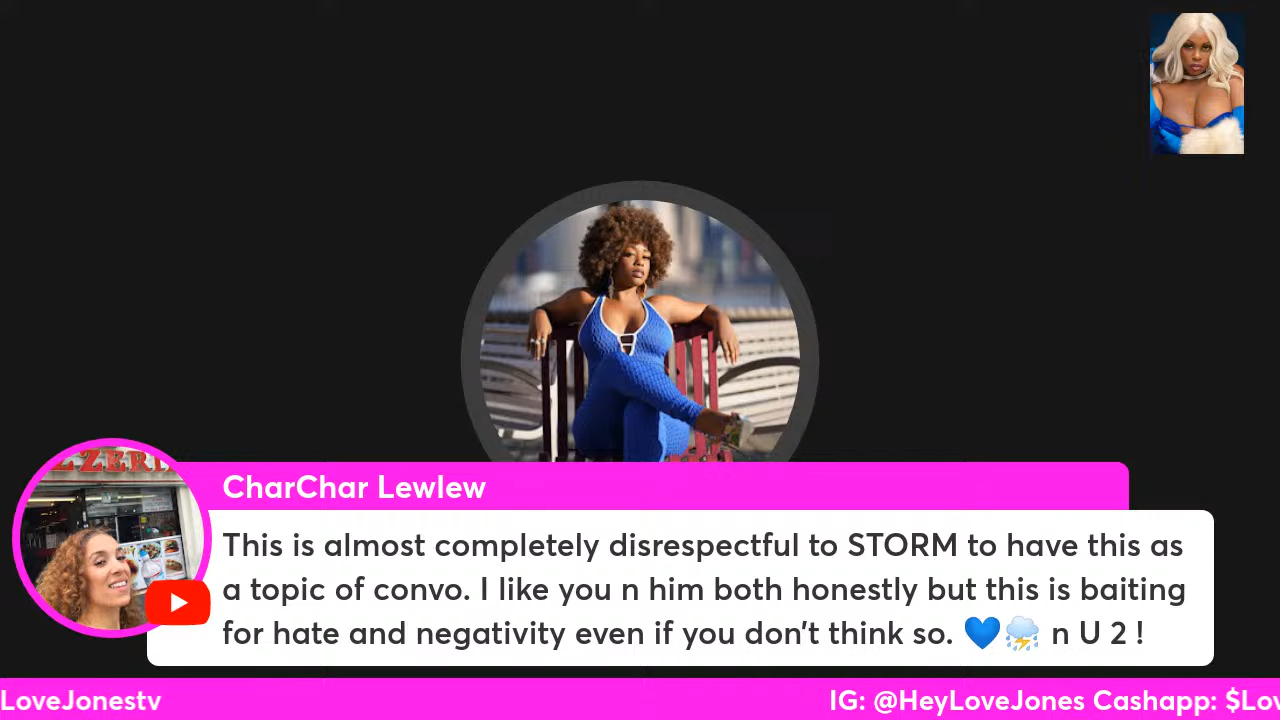 ZZERIA
CharChar Lewlew
This is almost completely disrespectful to STORM to have this as
a topic of convo. I like you n him both honestly but this is baiting
for hate and negativity even if you don't think so. 💙⛈️ n U 2 !
LoveJonestv
IG: @HeyLoveJones Cashapp: $Lov